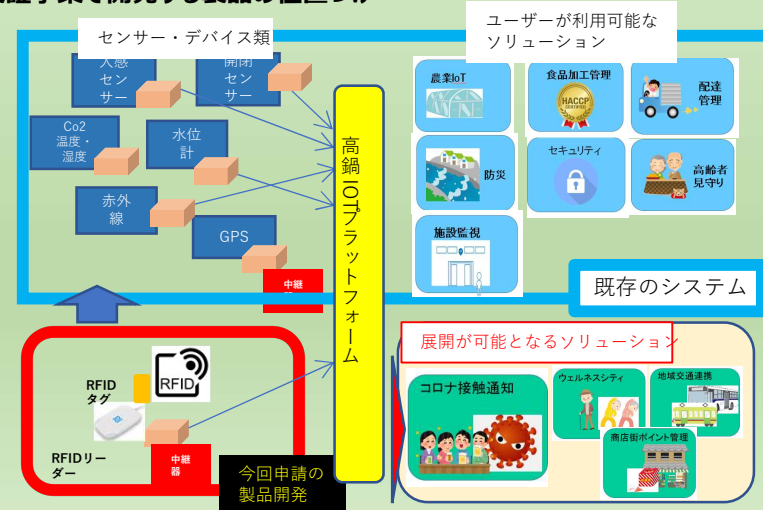 センサー・デバイス類
ユーザーが利用可能な
ソリューション
人感
セン
サー
開閉
センサ
サー
Co2
温度・
湿度
水位
計
赤外
線
GPS
中継
高鍋IOTプラットフォーム
農業IoT
食品加工管理
HACCP
CERTIFIED
配達
管理
防災
セキュリティ
高齢者
見守り
施設監視
既存のシステム
RFID
タグ
RFID
RFIDリー
ダー
中継
器
今回申請の
製品開発
展開が可能となるソリューション
コロナ接触通知
ウェルネスシティ
地域交通連携
商店街ポイント管理